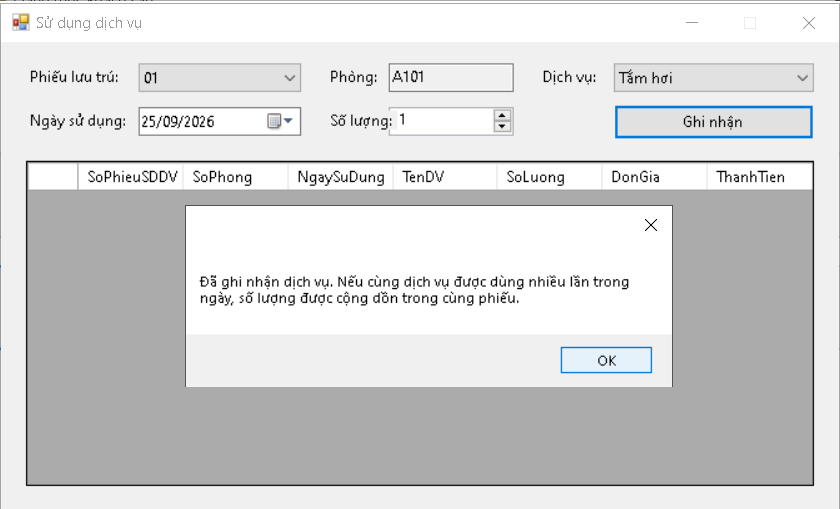 Sử dụng dịch vụ
Phiếu lưu trú: 01 Phòng: A101 Dịch vụ: Tắm hơi
Ngày sử dụng: 25/09/2026 Số lượng: 1 Ghi nhận
SoPhieuSDDV SoPhong NgaySuDung TenDV SoLuong DonGia ThanhTien
Đã ghi nhận dịch vụ. Nếu cùng dịch vụ được dùng nhiều lần trong
ngày, số lượng được cộng dồn trong cùng phiếu.
OK